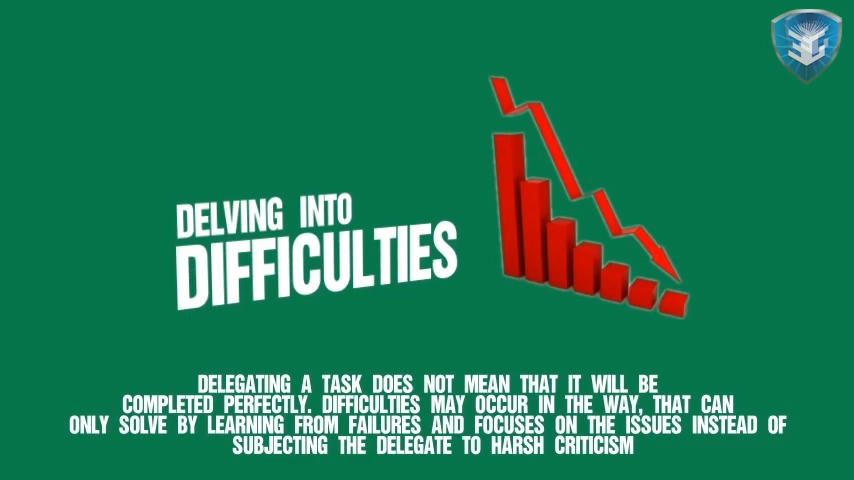 DELVING INTO
DIFFICULTIES
DELEGATING A TASK DOES NOT MEAN THAT IT WILL BE
COMPLETED PERFECTLY. DIFFICULTIES MAY OCCUR IN THE WAY, THAT CAN
ONLY SOLVE BY LEARNING FROM FAILURES AND FOCUSES ON THE ISSUES INSTEAD OF
SUBJECTING THE DELEGATE TO HARSH CRITICISM